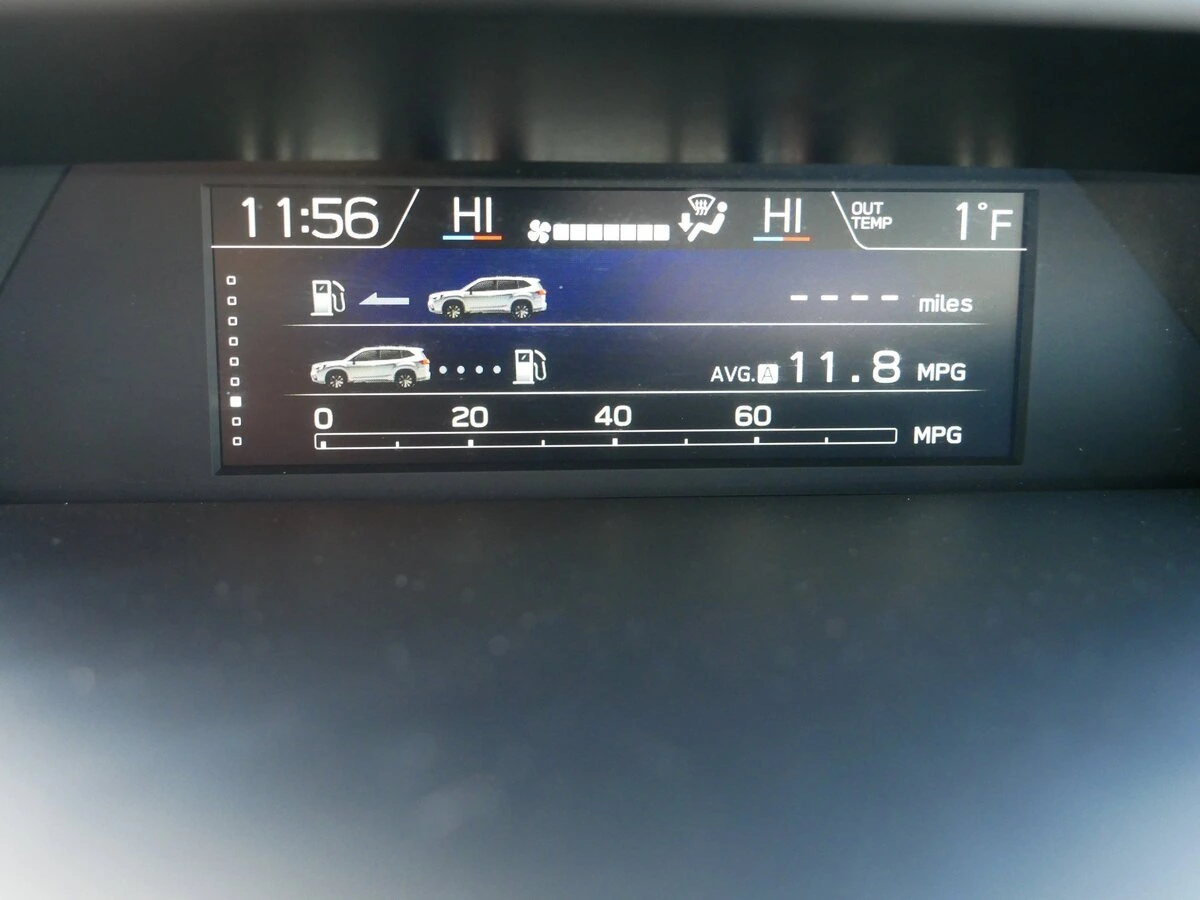 11:56 HI HI OUT TEMP 1°F
- - - - miles
AVG. A 11.8 MPG
0 20 40 60
MPG